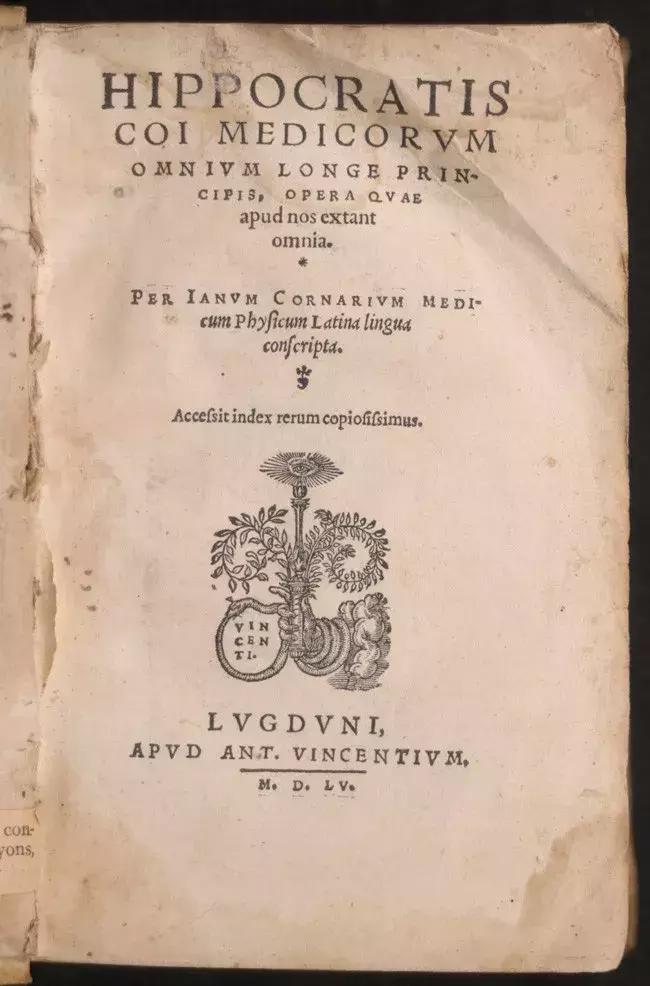 HIPPOCRATIS
COI MEDICORVM
OMNIVM LONGE PRIN-
CIPIS, OPERA QVAE
apud nos extant
omnia.
*
PER IANVM CORNARIVM MEDI-
cum Phyſicum Latina lingua
conſcripta.
Acceſsit index rerum copioſiſsimus.
VIN
CEN
TI.
LVGDVNI,
APVD ANT. VINCENTIVM.
M. D. LV.
con-
yons,